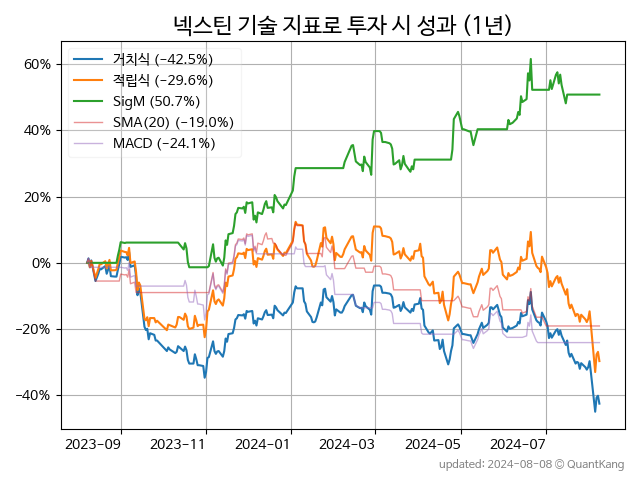 넥스틴 기술 지표로 투자 시 성과 (1년)
거치식 (−42.5%)
적립식 (−29.6%)
SigM (50.7%)
SMA(20) (−19.0%)
MACD (−24.1%)
60%
40%
20%
0%
−20%
−40%
2023-09
2023-11
2024-01
2024-03
2024-05
2024-07
updated: 2024-08-08 © QuantKang